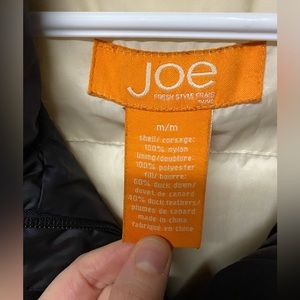 joe
FRESH STYLE FRAIS
m/m
shell/ corsage:
100% nylon
lining/doublure:
100% polyester
fill/ bourre:
60% duck down/
duvet de canard
40% duck feathers/
plumes de canard
made in china
fabriqué en chine